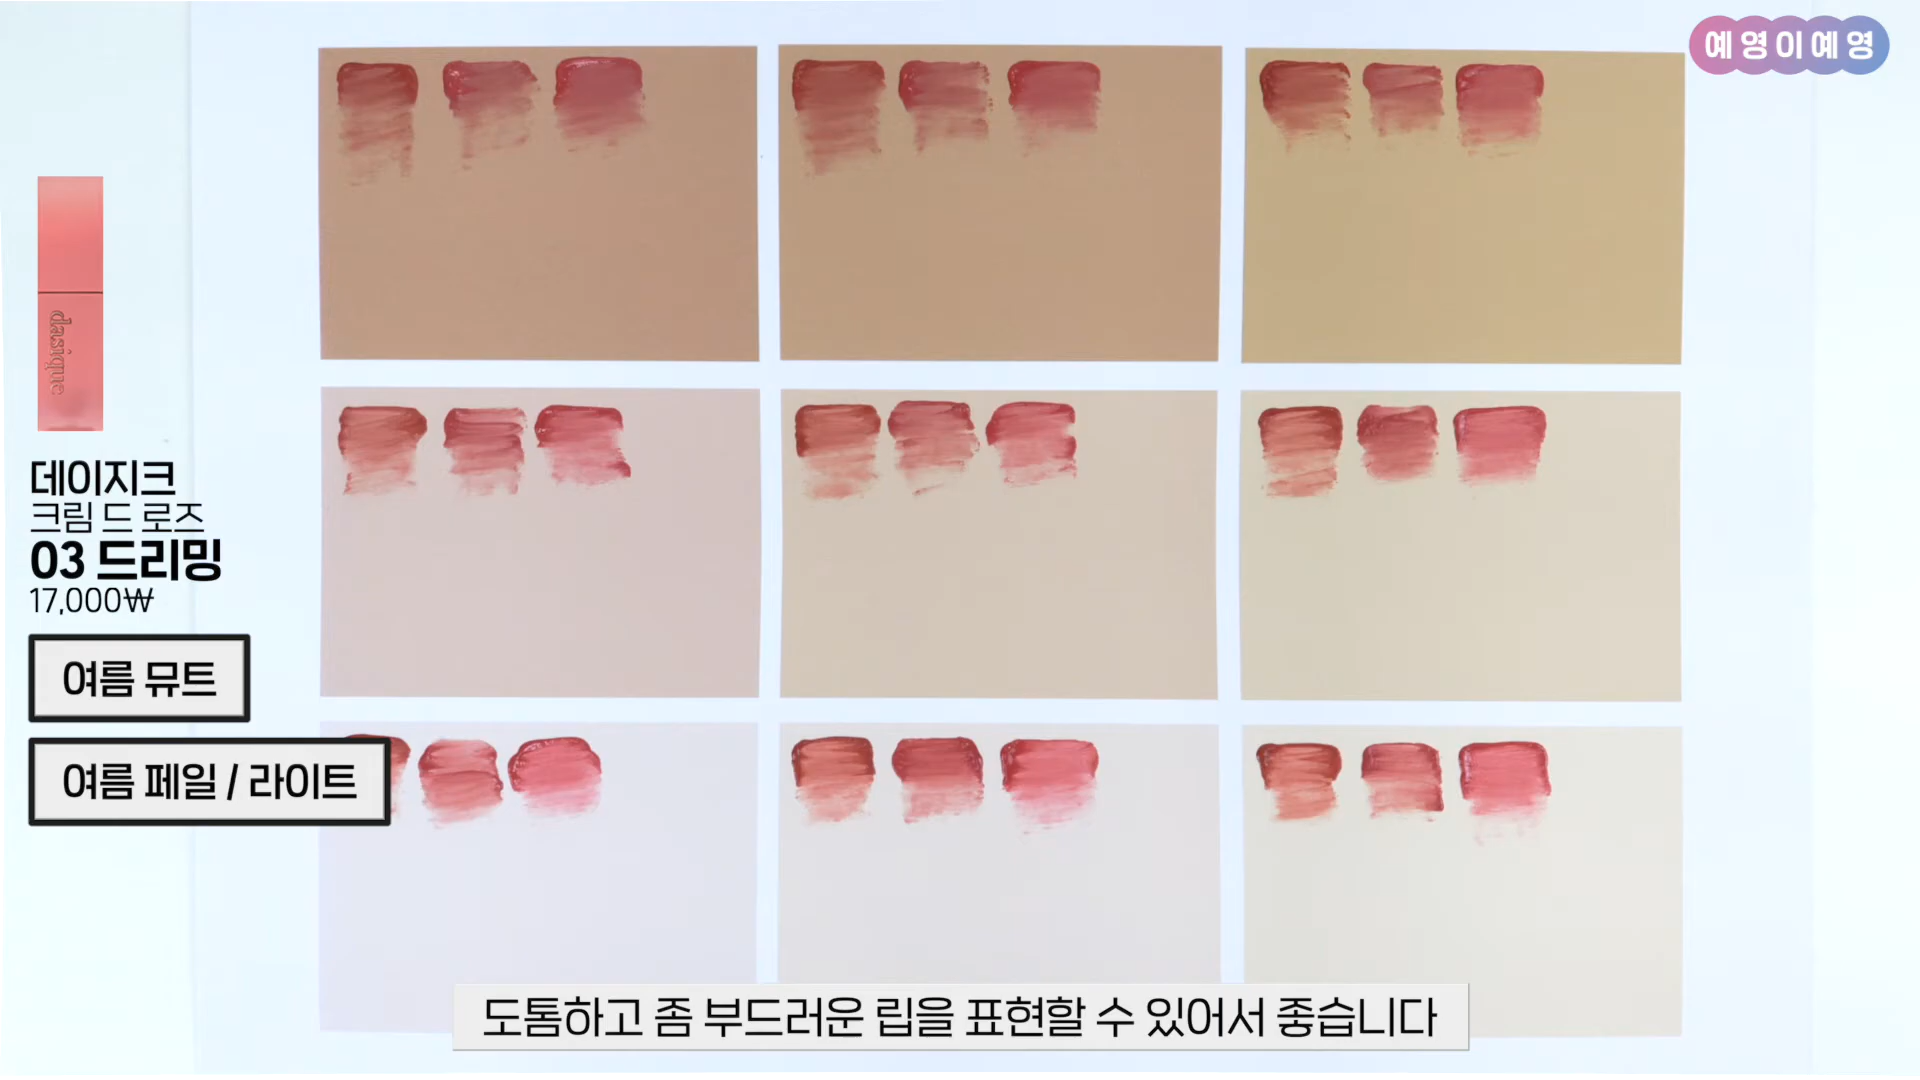 예영이예영
dasique
데이지크
크림 드 로즈
03 드리밍
17,000₩
여름 뮤트
여름 페일 / 라이트
도톰하고 좀 부드러운 립을 표현할 수 있어서 좋습니다